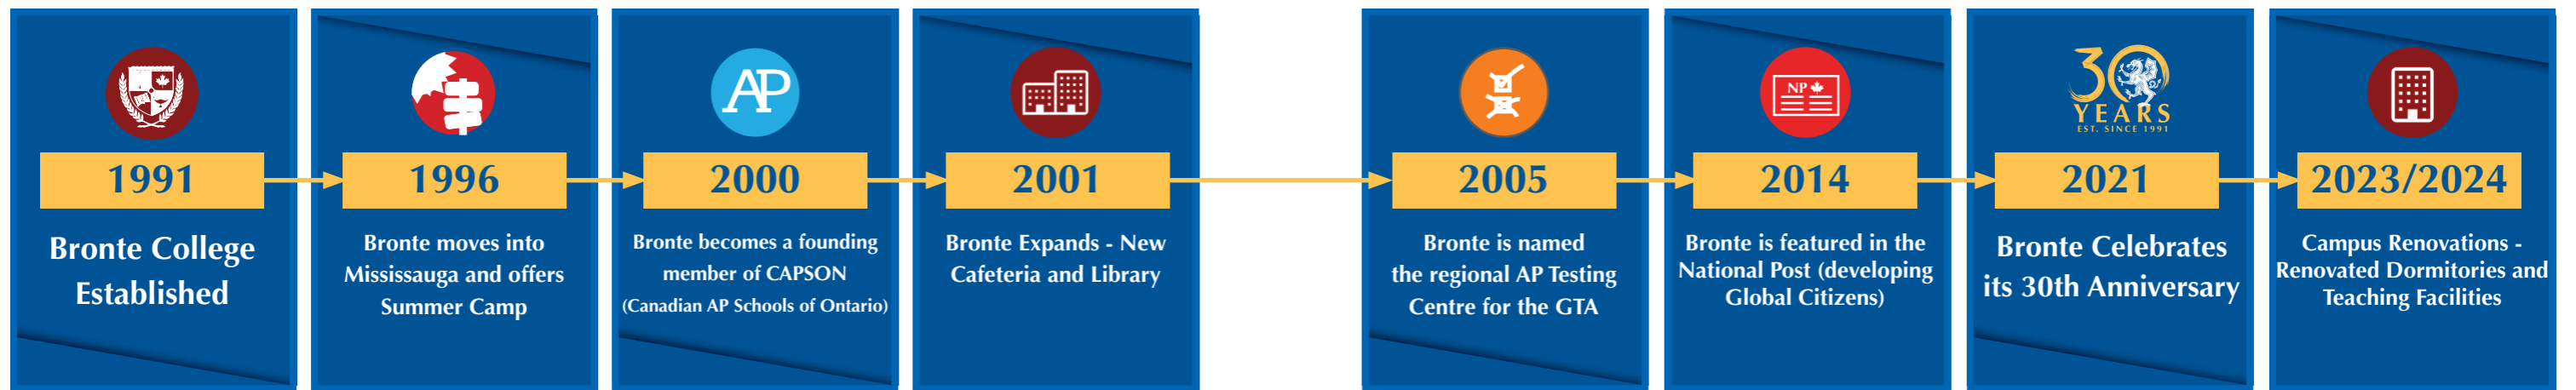 1991
Bronte College
Established
1996
Bronte moves into
Mississauga and offers
Summer Camp
AP
2000
Bronte becomes a founding
member of CAPSON
(Canadian AP Schools of Ontario)
2001
Bronte Expands - New
Cafeteria and Library
2005
Bronte is named
the regional AP Testing
Centre for the GTA
NP
2014
Bronte is featured in the
National Post (developing
Global Citizens)
30
YEARS
EST. SINCE 1991
2021
Bronte Celebrates
its 30th Anniversary
2023/2024
Campus Renovations -
Renovated Dormitories and
Teaching Facilities